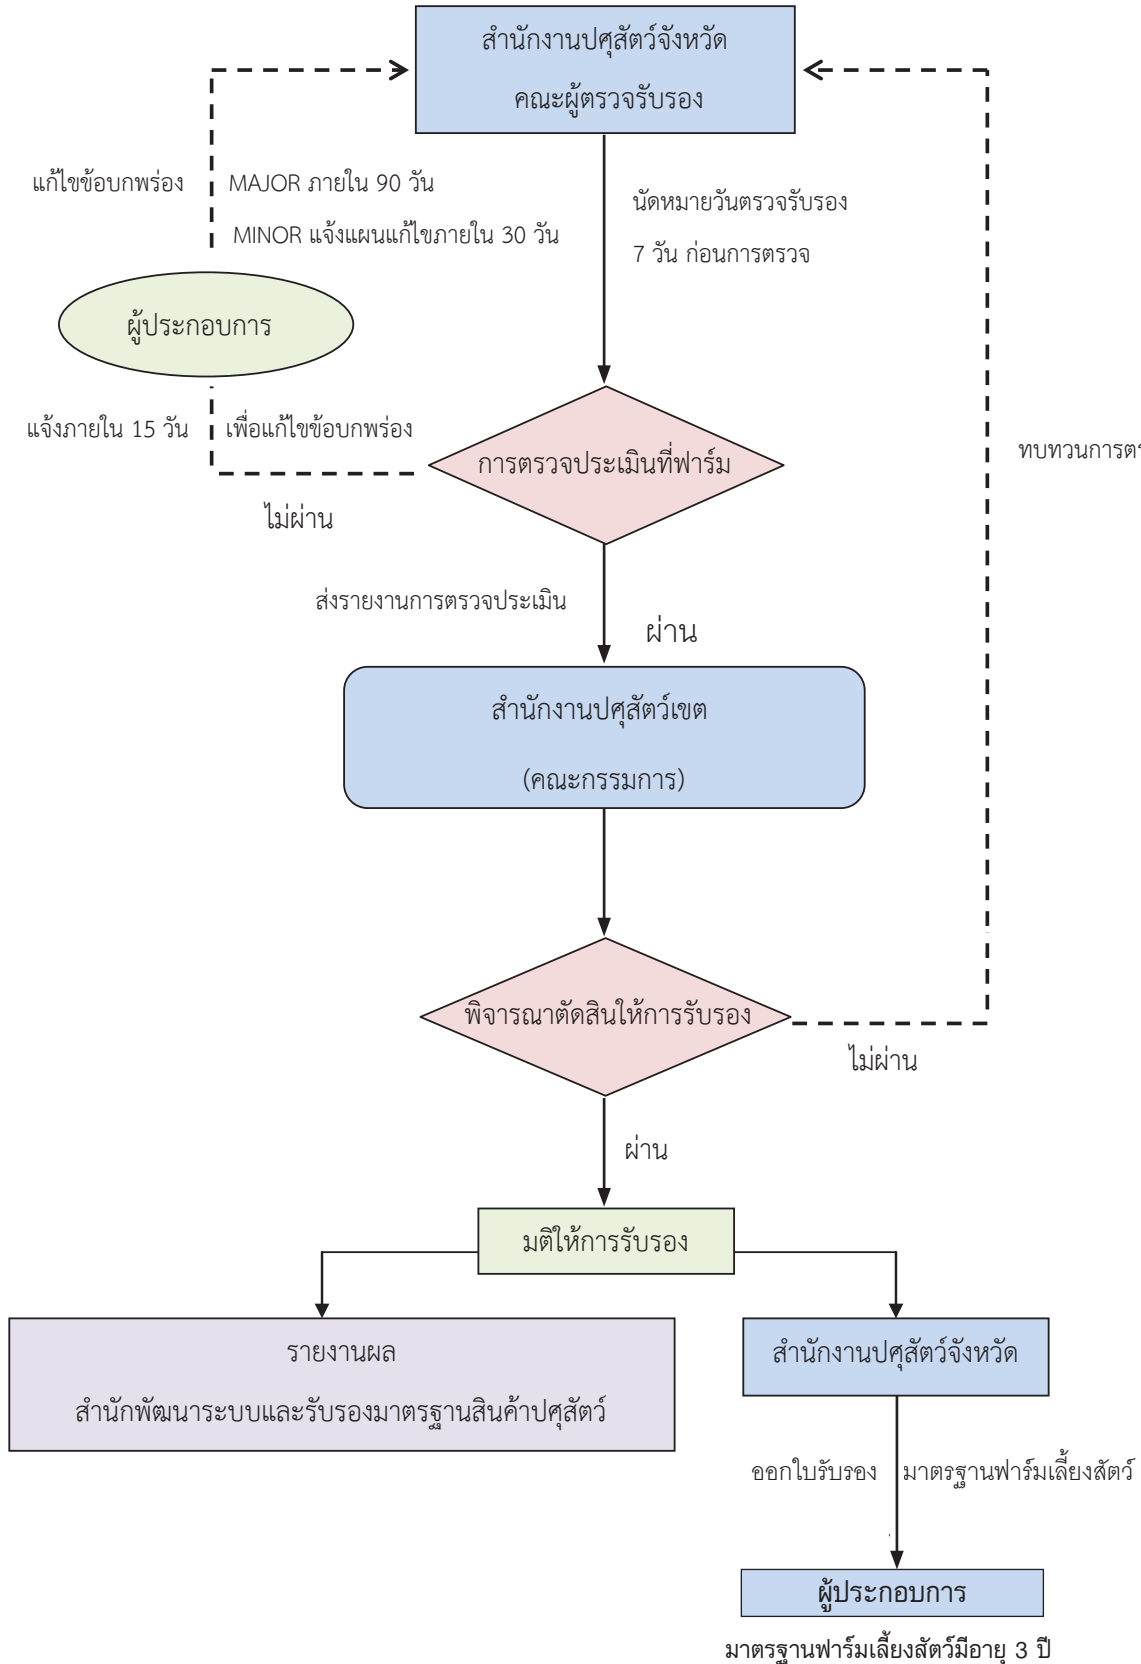 สำนักงานปศุสัตว์จังหวัด
คณะผู้ตรวจรับรอง
แก้ไขข้อบกพร่อง
MAJOR ภายใน 90 วัน
MINOR แจ้งแผนแก้ไขภายใน 30 วัน
นัดหมายวันตรวจรับรอง
7 วัน ก่อนการตรวจ
ผู้ประกอบการ
แจ้งภายใน 15 วัน
เพื่อแก้ไขข้อบกพร่อง
การตรวจประเมินที่ฟาร์ม
ทบทวนการตร
ไม่ผ่าน
ส่งรายงานการตรวจประเมิน
ผ่าน
สำนักงานปศุสัตว์เขต
(คณะกรรมการ)
พิจารณาตัดสินให้การรับรอง
ไม่ผ่าน
ผ่าน
มติให้การรับรอง
รายงานผล
สำนักพัฒนาระบบและรับรองมาตรฐานสินค้าปศุสัตว์
สำนักงานปศุสัตว์จังหวัด
ออกใบรับรอง
มาตรฐานฟาร์มเลี้ยงสัตว์
ผู้ประกอบการ
มาตรฐานฟาร์มเลี้ยงสัตว์มีอายุ 3 ปี